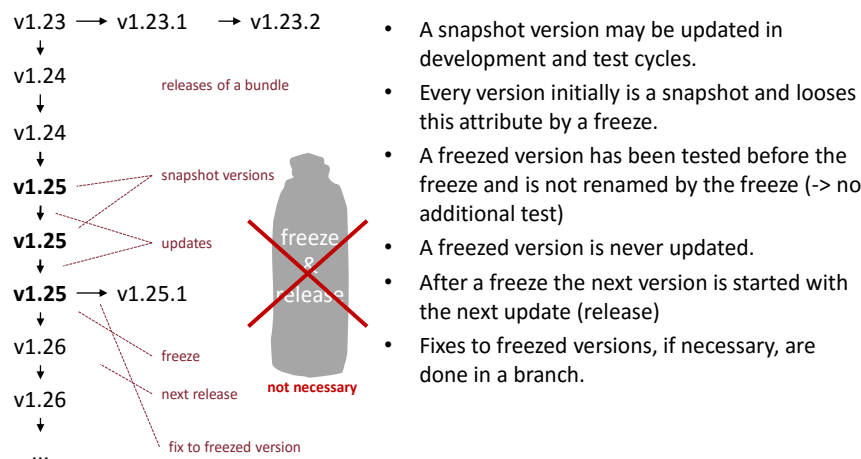 v1.23 v1.23.1 v1.23.2
v1.24
releases of a bundle
v1.24
v1.25
snapshot versions
v1.25
updates
v1.25 v1.25.1
v1.26
freeze
v1.26
next release
...
fix to freezed version
freeze
&
release
not necessary
• A snapshot version may be updated in
development and test cycles.
• Every version initially is a snapshot and looses
this attribute by a freeze.
• A freezed version has been tested before the
freeze and is not renamed by the freeze (-> no
additional test)
• A freezed version is never updated.
• After a freeze the next version is started with
the next update (release)
• Fixes to freezed versions, if necessary, are
done in a branch.